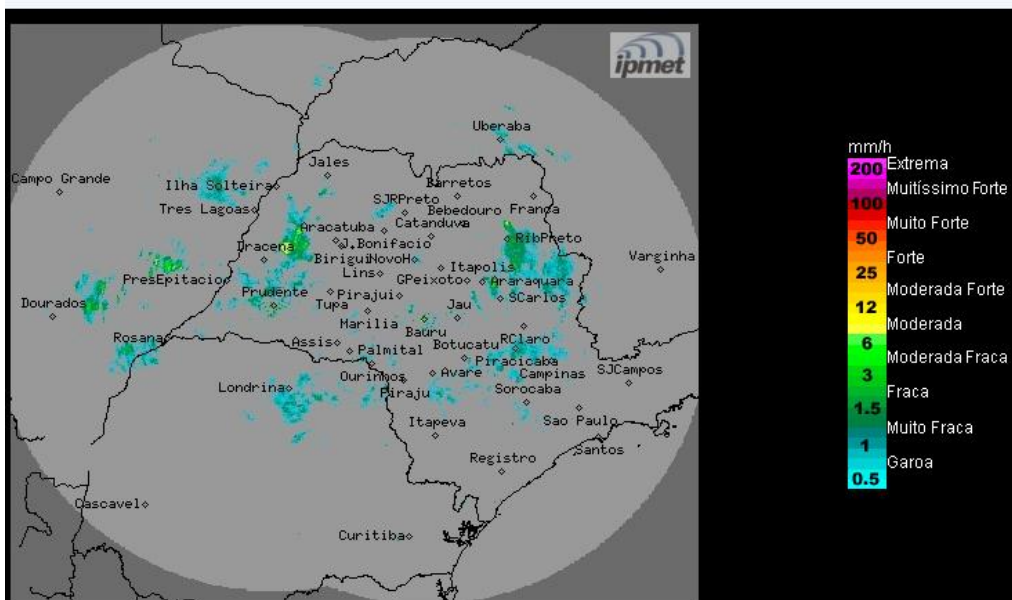 ipmet
Uberaba
Jales
Campo Grande
Ilha Solteira
Barretos
SJRPreto
Tres Lagoas
Bebedouro
Franca
Aracatuba
Catanduva
Dracena
J.Bonifacio
RibPreto
Varginha
Birigui
NovoH
PresEpitacio
Lins
Itapolis
GPeixoto
Araraquara
Prudente
Pirajui
SCarlos
Dourados
Tupa
Jau
Marilia
Bauru
Rosana
Assis
Botucatu
RClaro
Palmital
Piracicaba
Ourinhos
Avare
Campinas
SJCampos
Londrina
Piraju
Sorocaba
Itapeva
Sao Paulo
Santos
Registro
Cascavel
Curitiba
mm/h
200 Extrema
Muitíssimo Forte
100
Muito Forte
50
Forte
25
Moderada Forte
12
Moderada
6
Moderada Fraca
3
Fraca
1.5
Muito Fraca
1
Garoa
0.5